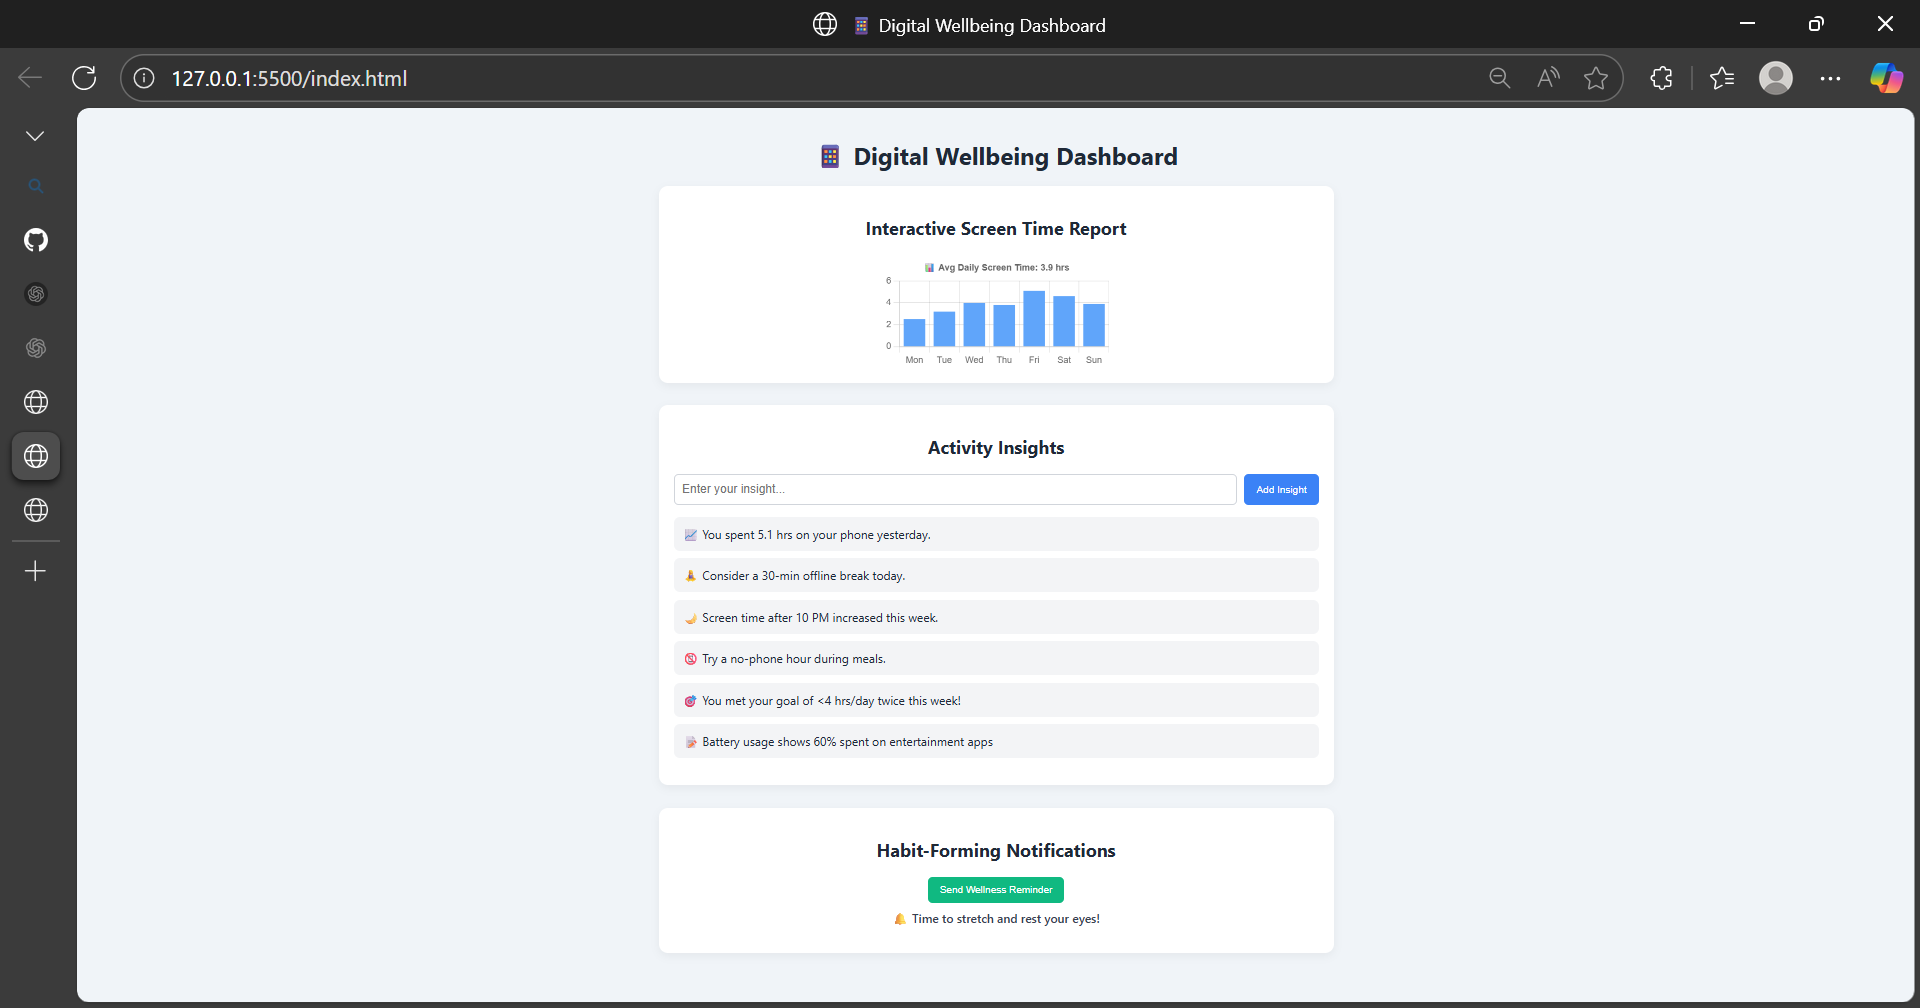 Digital Wellbeing Dashboard
127.0.0.1:5500/index.html
Digital Wellbeing Dashboard
Interactive Screen Time Report
Avg Daily Screen Time: 3.9 hrs
6
4
2
0
Mon Tue Wed Thu Fri Sat Sun
Activity Insights
Enter your insight...
Add Insight
You spent 5.1 hrs on your phone yesterday.
Consider a 30-min offline break today.
Screen time after 10 PM increased this week.
Try a no-phone hour during meals.
You met your goal of <4 hrs/day twice this week!
Battery usage shows 60% spent on entertainment apps
Habit-Forming Notifications
Send Wellness Reminder
Time to stretch and rest your eyes!